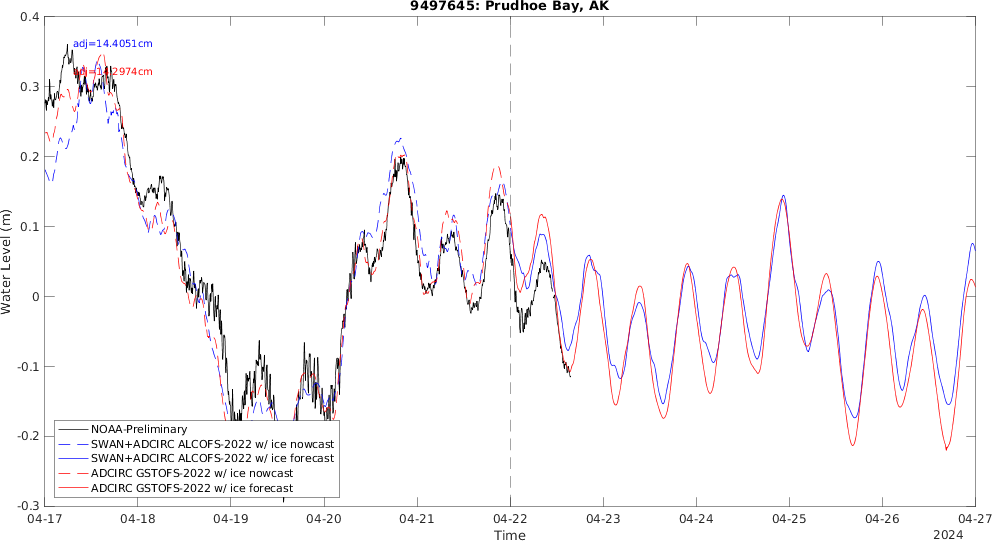 9497645: Prudhoe Bay, AK
0.4
adj=14.4051cm
0.3
0.2
0.1
0
-0.1
-0.2
-0.3
Water Level (m)
NOAA-Preliminary
SWAN+ADCIRC ALCOFS-2022 w/ ice nowcast
SWAN+ADCIRC ALCOFS-2022 w/ ice forecast
ADCIRC GSTOFS-2022 w/ ice nowcast
ADCIRC GSTOFS-2022 w/ ice forecast
04-17 04-18 04-19 04-20 04-21 04-22 04-23 04-24 04-25 04-26 04-27
Time
2024